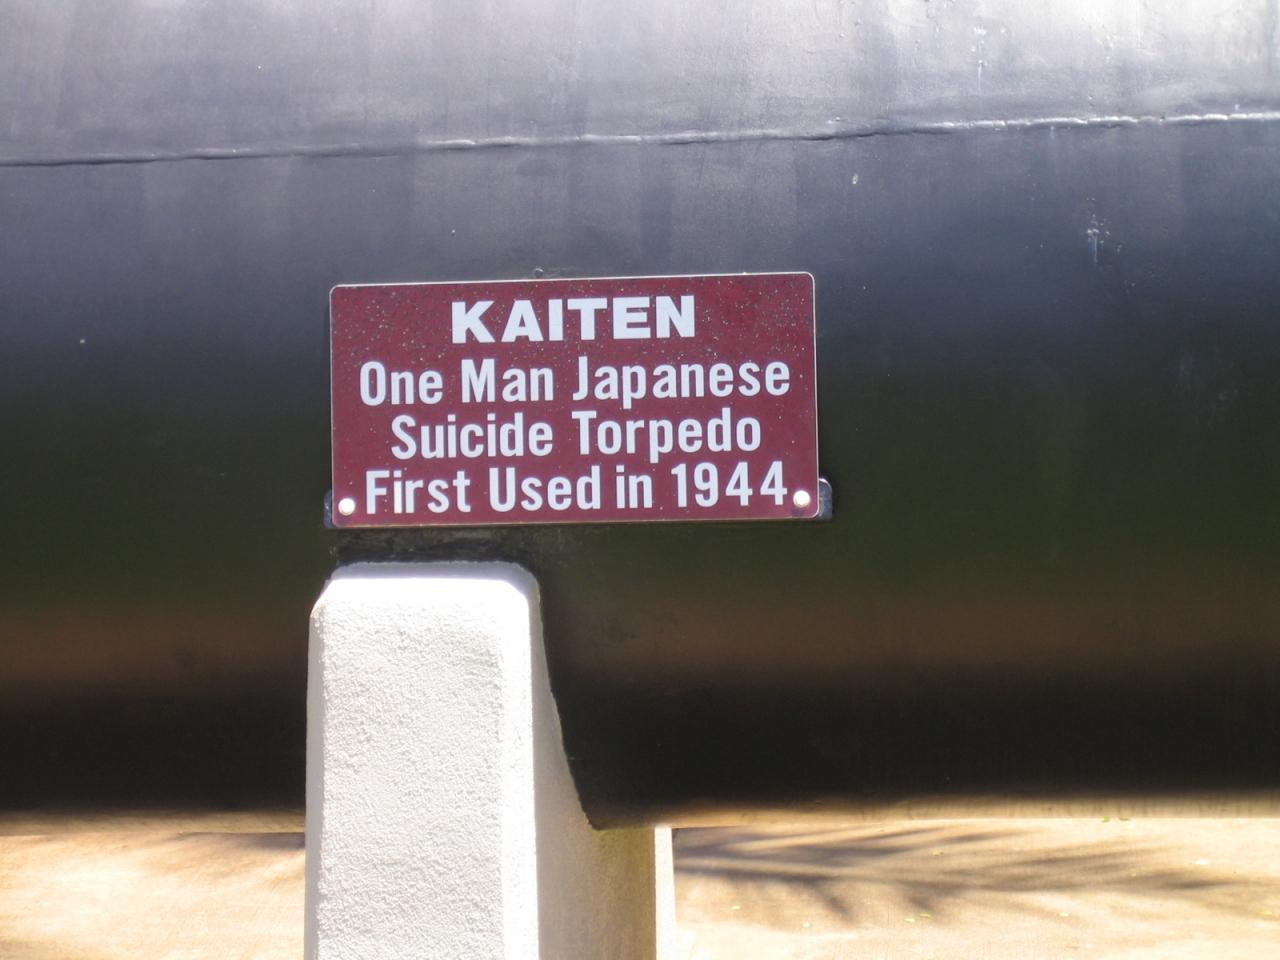 KAITEN
One Man Japanese
Suicide Torpedo
First Used in 1944